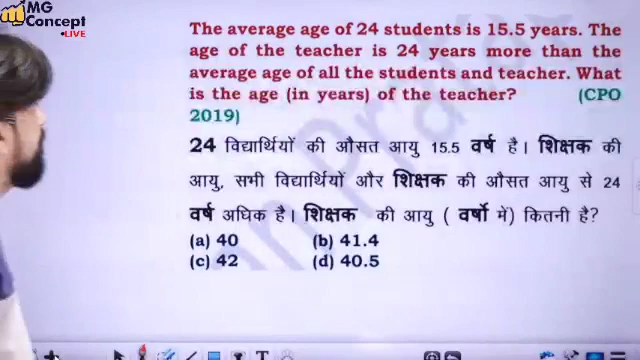 MG
Concept
LIVE
The average age of 24 students is 15.5 years. The
age of the teacher is 24 years more than the
average age of all the students and teacher. What
is the age (in years) of the teacher? (CPO
2019)
24 विद्यार्थियों की औसत आयु 15.5 वर्ष है। शिक्षक की
आयु, सभी विद्यार्थियों और शिक्षक की औसत आयु से 24
वर्ष अधिक है। शिक्षक की आयु ( वर्षो में) कितनी है?
(a) 40 (b) 41.4
(c) 42 (d) 40.5